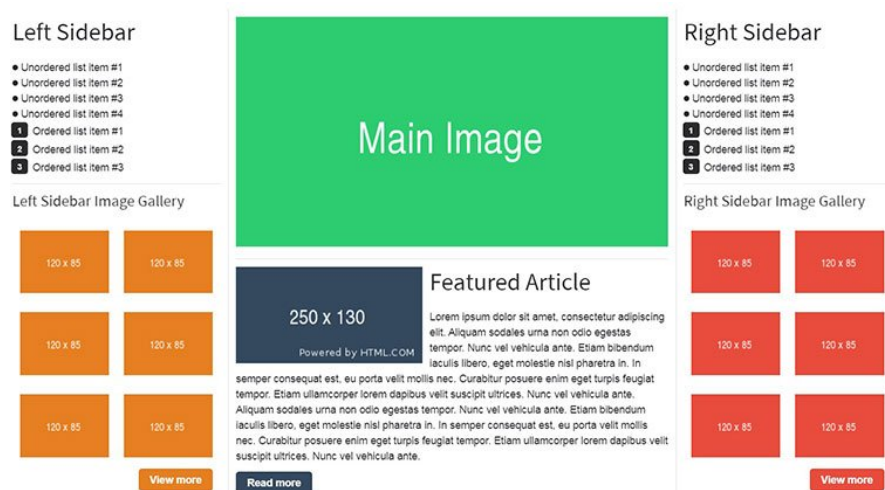 Left Sidebar
Unordered list item #1
Unordered list item #2
Unordered list item #3
Unordered list item #4
1 Ordered list item #1
2 Ordered list item #2
3 Ordered list item #3
Left Sidebar Image Gallery
120 x 85
120 x 85
120 x 85
120 x 85
120 x 85
120 x 85
View more
Main Image
250 x 130
Powered by HTML.COM
Featured Article
Lorem ipsum dolor sit amet, consectetur adipiscing
elit. Aliquam sodales urna non odio egestas
tempor. Nunc vel vehicula ante. Etiam bibendum
iaculis libero, eget molestie nisl pharetra in. In
semper consequat est, eu porta velit mollis nec. Curabitur posuere enim eget turpis feugiat
tempor. Etiam ullamcorper lorem dapibus velit suscipit ultrices. Nunc vel vehicula ante.
Aliquam sodales urna non odio egestas tempor. Nunc vel vehicula ante. Etiam bibendum
iaculis libero, eget molestie nisl pharetra in. In semper consequat est, eu porta velit mollis
nec. Curabitur posuere enim eget turpis feugiat tempor. Etiam ullamcorper lorem dapibus velit
suscipit ultrices. Nunc vel vehicula ante.
Read more
Right Sidebar
Unordered list item #1
Unordered list item #2
Unordered list item #3
Unordered list item #4
1 Ordered list item #1
2 Ordered list item #2
3 Ordered list item #3
Right Sidebar Image Gallery
120 x 85
120 x 85
120 x 85
120 x 85
120 x 85
120 x 85
View more